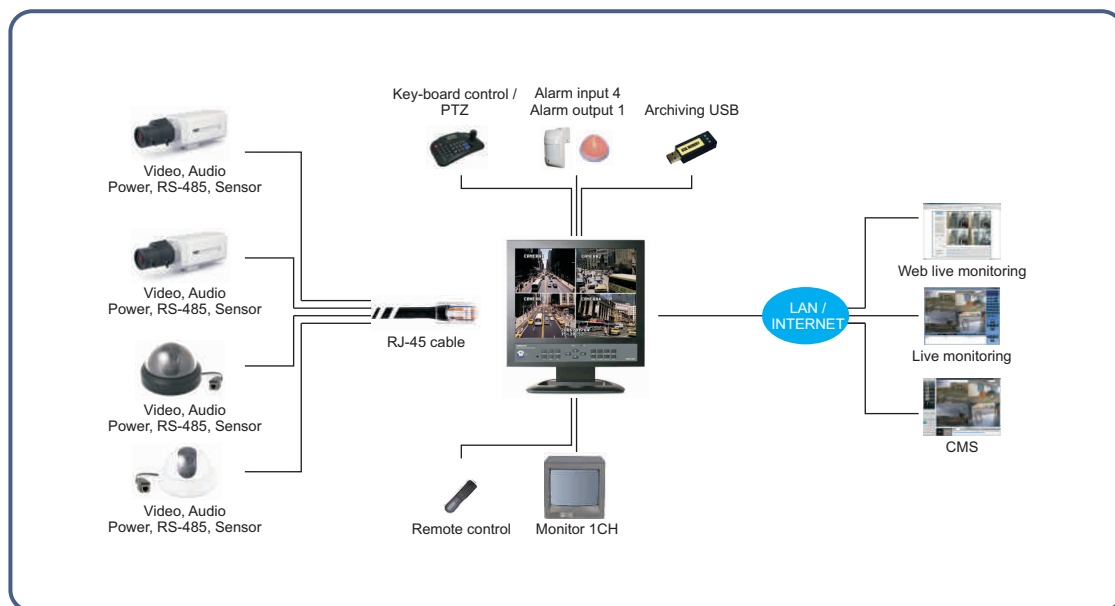 Key-board control /
PTZ
Alarm input 4
Alarm output 1
Archiving USB
Video, Audio
Power, RS-485, Sensor
Video, Audio
Power, RS-485, Sensor
RJ-45 cable
Video, Audio
Power, RS-485, Sensor
Video, Audio
Power, RS-485, Sensor
CAMERA2
LAN /
INTERNET
Web live monitoring
Live monitoring
CMS
Remote control
Monitor 1CH